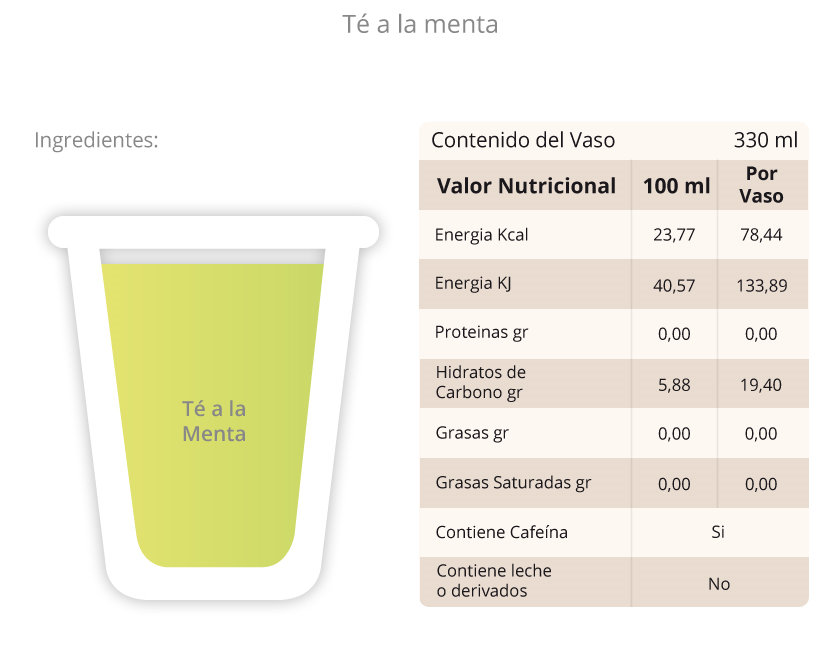 Té a la menta
Ingredientes:
Té a la
Menta
Contenido del Vaso 330 ml
Valor Nutricional 100 ml Por
Vaso
Energia Kcal 23,77 78,44
Energia KJ 40,57 133,89
Proteinas gr 0,00 0,00
Hidratos de
Carbono gr 5,88 19,40
Grasas gr 0,00 0,00
Grasas Saturadas gr 0,00 0,00
Contiene Cafeína Si
Contiene leche
o derivados No